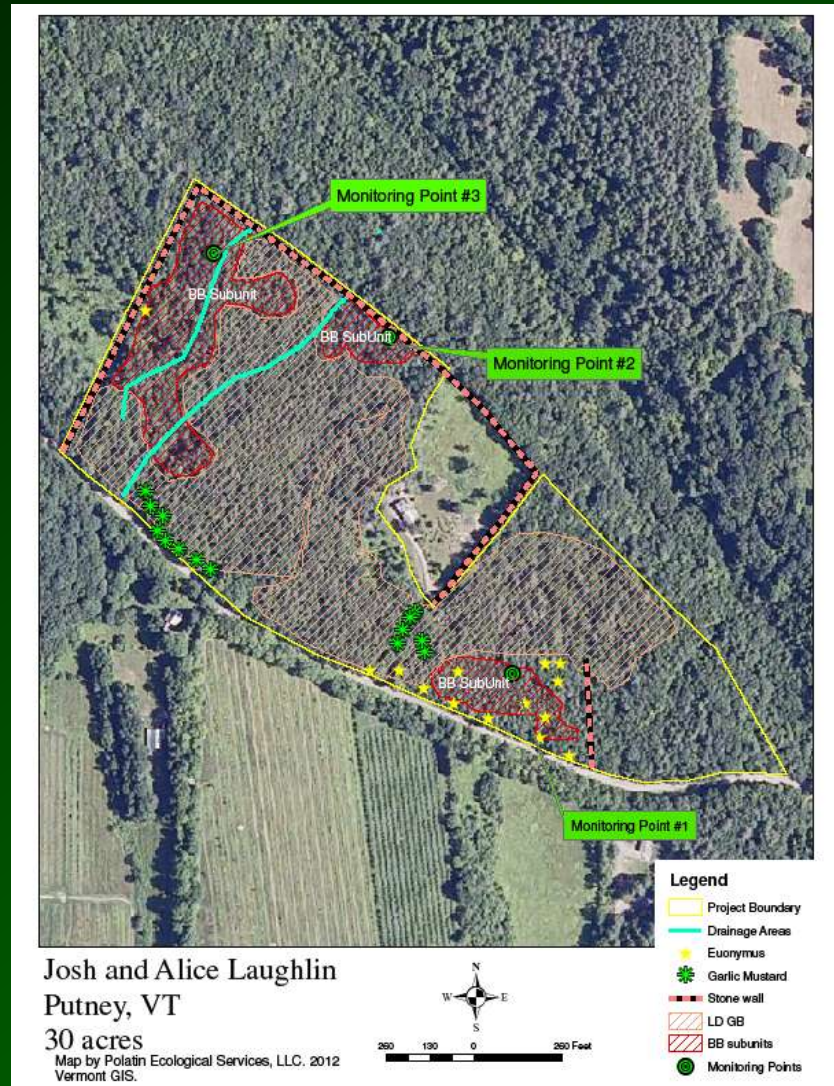 Monitoring Point #3
BB Subunit
BB SubUnit
Monitoring Point #2
BB SubUnit
Monitoring Point #1
Legend
Project Boundary
Drainage Areas
Euonymus
Garlic Mustard
Stone wall
LD GB
BB subunits
Monitoring Points
Josh and Alice Laughlin
Putney, VT
30 acres
Map by Polatin Ecological Services, LLC. 2012
Vermont GIS.
N
W E
S
260 130 0 260 Feet